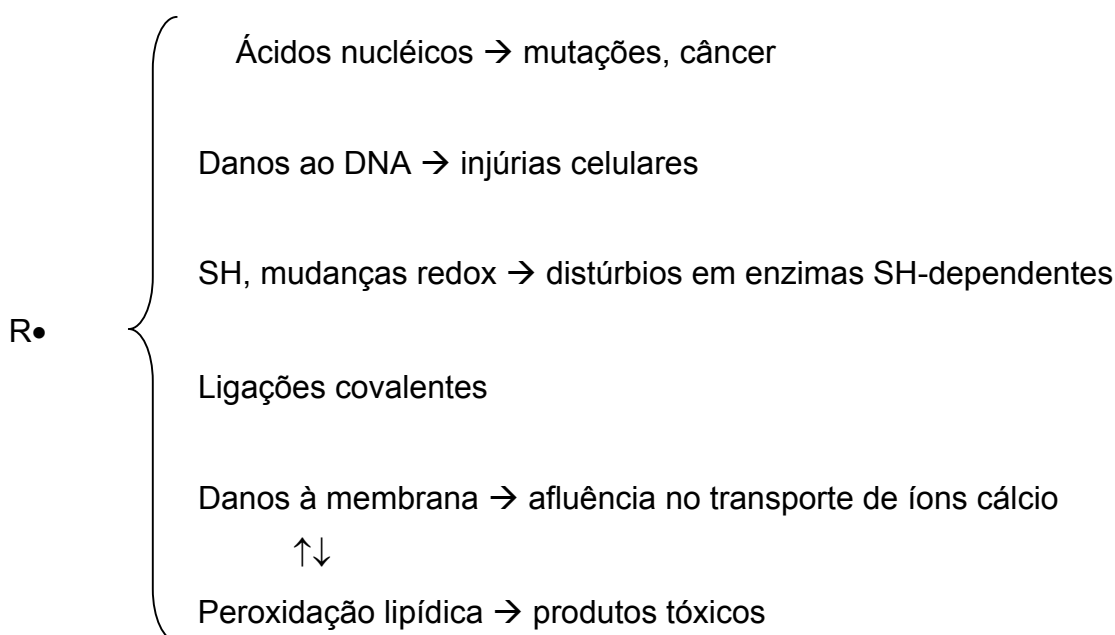 Ácidos nucléicos → mutações, câncer
Danos ao DNA → injúrias celulares
SH, mudanças redox → distúrbios em enzimas SH-dependentes
R•
Ligações covalentes
Danos à membrana → afluência no transporte de íons cálcio
↑↓
Peroxidação lipídica → produtos tóxicos